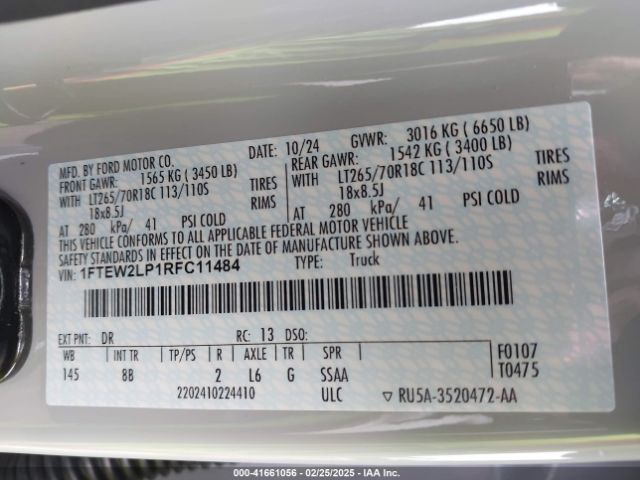 MFD. BY FORD MOTOR CO.
DATE: 10/24 GVWR: 3016 KG ( 6650 LB)
FRONT GAWR: 1565 KG ( 3450 LB) REAR GAWR: 1542 KG ( 3400 LB)
WITH LT265/70R18C 113/110S TIRES WITH LT265/70R18C 113/110S TIRES
18x8.5J RIMS 18x8.5J RIMS
AT 280 kPa/ 41 PSI COLD AT 280 kPa/ 41 PSI COLD
THIS VEHICLE CONFORMS TO ALL APPLICABLE FEDERAL MOTOR VEHICLE
SAFETY STANDARDS IN EFFECT ON THE DATE OF MANUFACTURE SHOWN ABOVE.
VIN: 1FTEW2LP1RFC11484 TYPE: Truck
EXT PNT: DR RC: 13 DSO:
WB INT TR TP/PS R AXLE TR SPR F0107
145 8B 2 L6 G SSAA T0475
2202410224410 ULC ▽ RU5A-3520472-AA
000-41661056 / 02/25/2025 / IAA Inc.